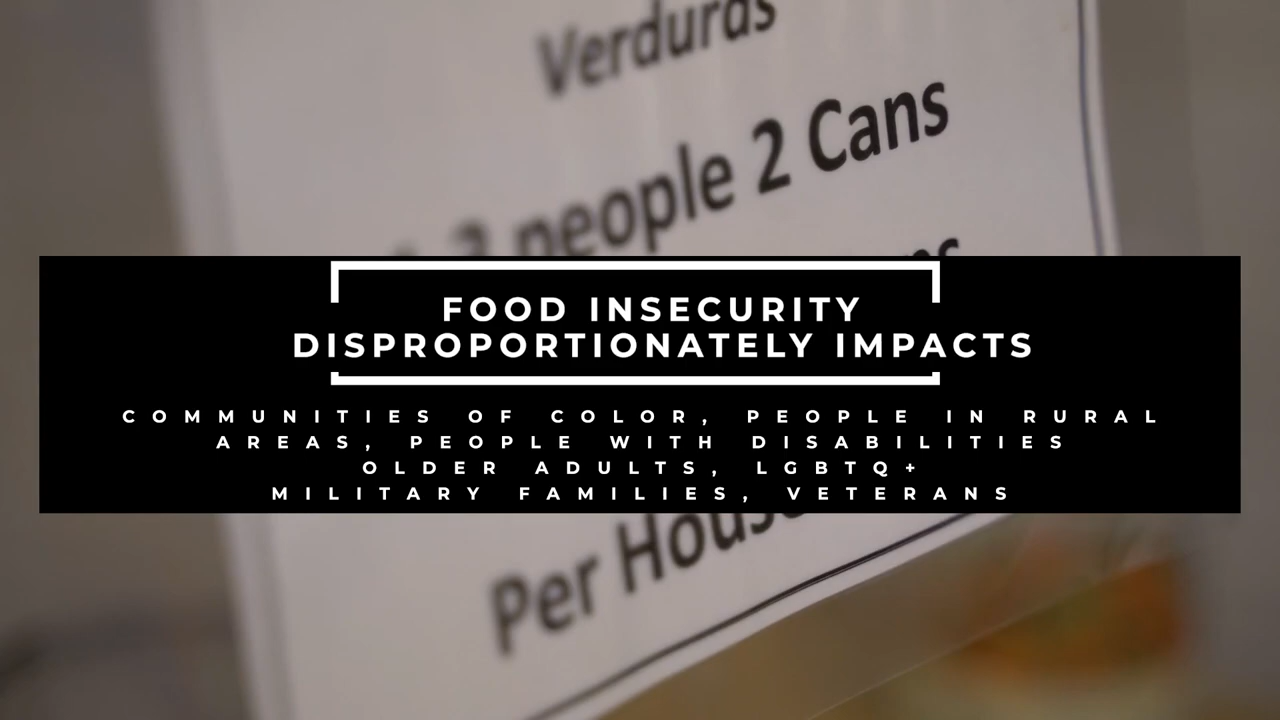 Verduras
people 2 Cans
FOOD INSECURITY
DISPROPORTIONATELY IMPACTS
COMMUNITIES OF COLOR, PEOPLE IN RURAL
AREAS, PEOPLE WITH DISABILITIES
OLDER ADULTS, LGBTQ+
MILITARY FAMILIES, VETERANS
Per